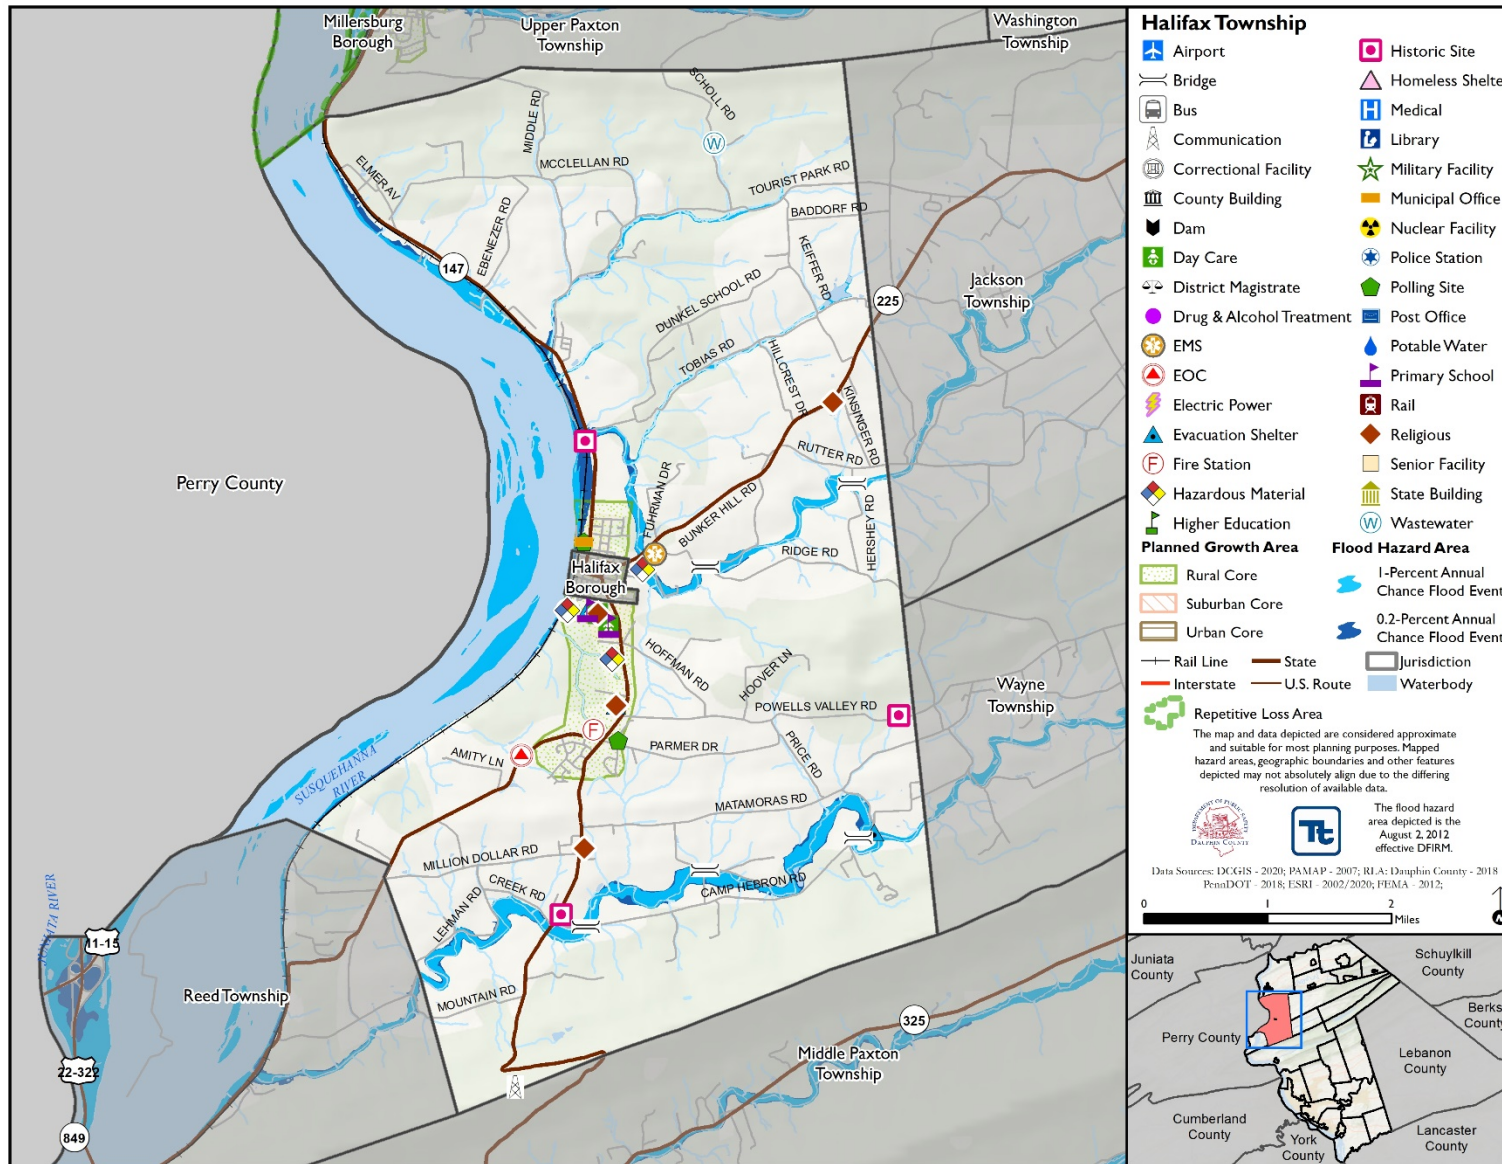 Millersburg
Borough
Upper Paxton
Township
Washington
Township
SCHOLL RD
MIDDLE RD
MCCLELLAN RD
ELMER AV
TOURIST PARK RD
BADDORF RD
EBENEZER RD
KEIFFER RD
147
DUNKEL SCHOOL RD
225
Jackson
Township
TOBIAS RD
HILLCREST DR
KINSINGER RD
RUTTER RD
Perry County
FUHRMAN DR
BUNKER HILL RD
HERSHEY RD
RIDGE RD
Halifax
Borough
HOFFMAN RD
HOOVER LN
POWELLS VALLEY RD
Wayne
Township
PARMER DR
PRICE RD
AMITY LN
SUSQUEHANNA
RIVER
MATAMORAS RD
MILLION DOLLAR RD
CREEK RD
CAMP HEBRON RD
LEHMAN RD
JUNIATA RIVER
11-15
Reed Township
MOUNTAIN RD
325
Middle Paxton
Township
22-322
849
W
F
Halifax Township
Airport
Bridge
Bus
Communication
Correctional Facility
County Building
Dam
Day Care
District Magistrate
Drug & Alcohol Treatment
EMS
EOC
Electric Power
Evacuation Shelter
Fire Station
Hazardous Material
Higher Education
Historic Site
Homeless Shelte
Medical
Library
Military Facility
Municipal Office
Nuclear Facility
Police Station
Polling Site
Post Office
Potable Water
Primary School
Rail
Religious
Senior Facility
State Building
Wastewater
Planned Growth Area
Rural Core
Suburban Core
Urban Core
Flood Hazard Area
1-Percent Annual
Chance Flood Event
0.2-Percent Annual
Chance Flood Event
Rail Line
State
Jurisdiction
Interstate
U.S. Route
Waterbody
Repetitive Loss Area
The map and data depicted are considered approximate
and suitable for most planning purposes. Mapped
hazard areas, geographic boundaries and other features
depicted may not absolutely align due to the differing
resolution of available data.
DEPARTMENT OF PUBLIC SAFETY
DAUPHIN COUNTY
Tt
The flood hazard
area depicted is the
August 2, 2012
effective DFIRM.
Data Sources: DCGIS - 2020; PAMAP - 2007; RLA: Dauphin County - 2018
PennDOT - 2018; ESRI - 2002/2020; FEMA - 2012;
0 1 2
Miles
Juniata
County
Schuylkill
County
Berks
County
Perry County
Lebanon
County
Cumberland
County
York
County
Lancaster
County